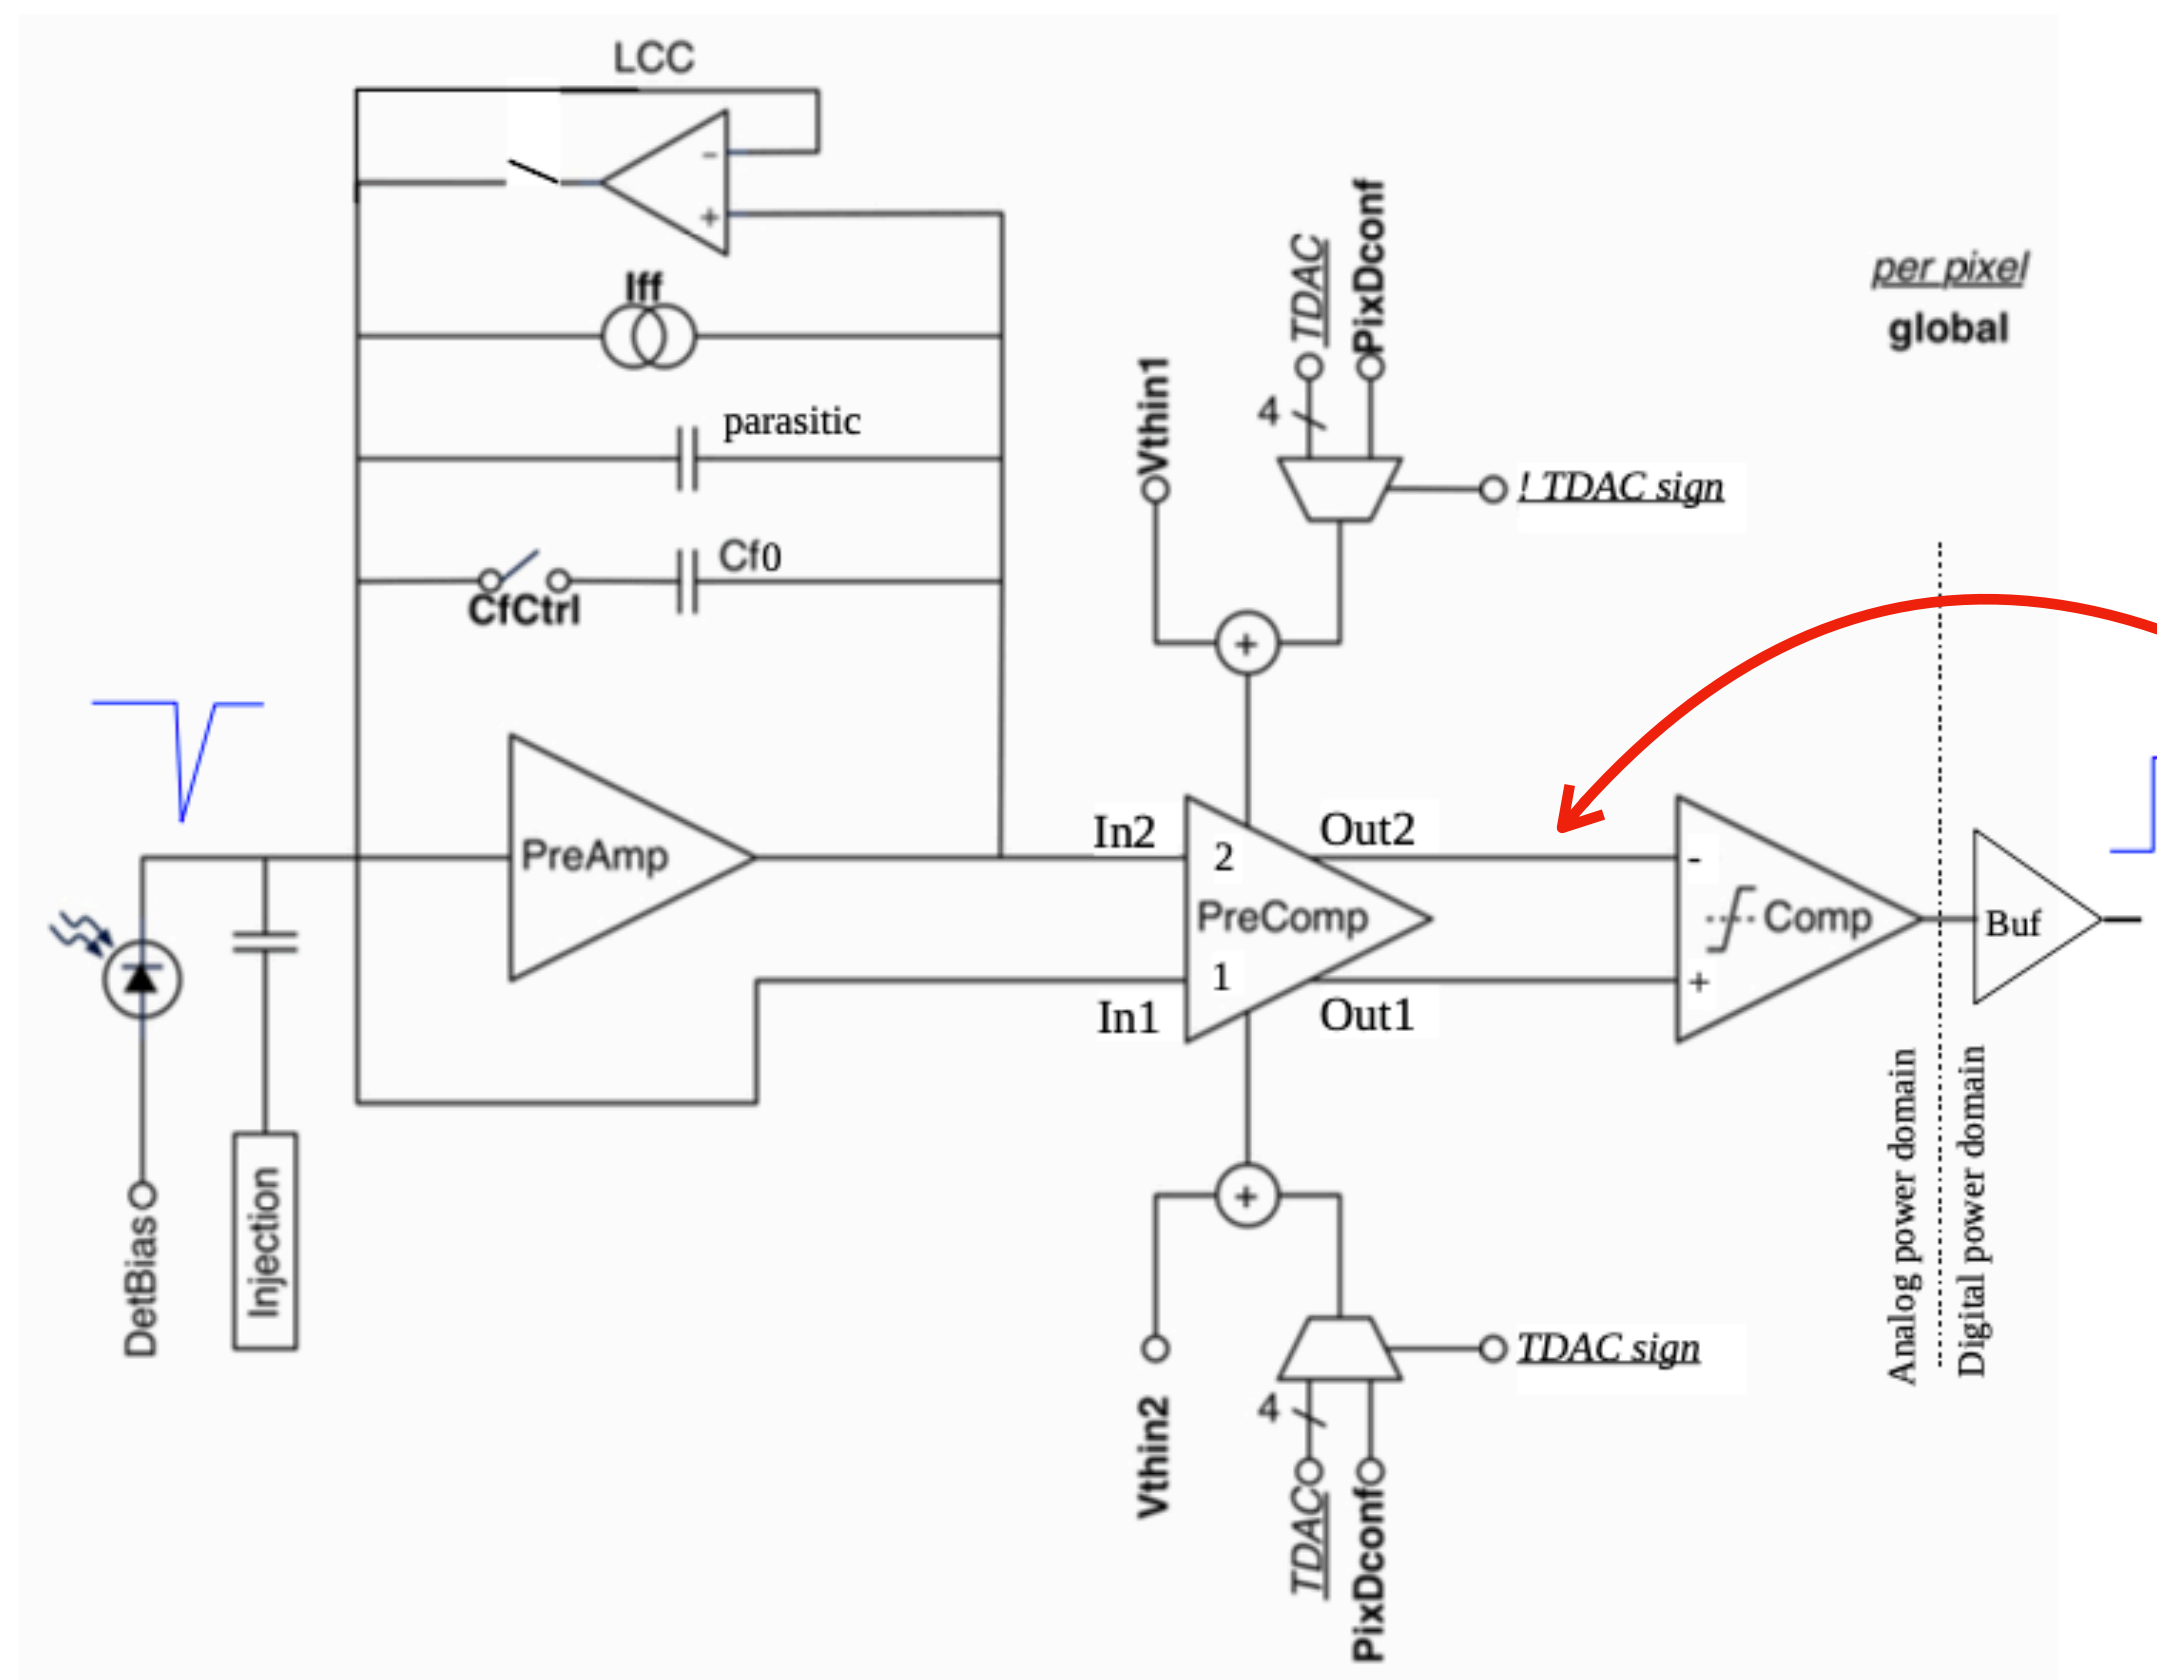 LCC
-
+
Iff
parasitic
Cf0
CfCtrl
TDAC
PixDconf
per pixel
global
Vthin1
4
! TDAC sign
+
PreAmp
In2
Out2
2
PreComp
1
In1
Out1
-
Comp
+
Buf
DetBias
Injection
Analog power domain
Digital power domain
+
TDAC sign
4
Vthin2
TDAC
PixDconf